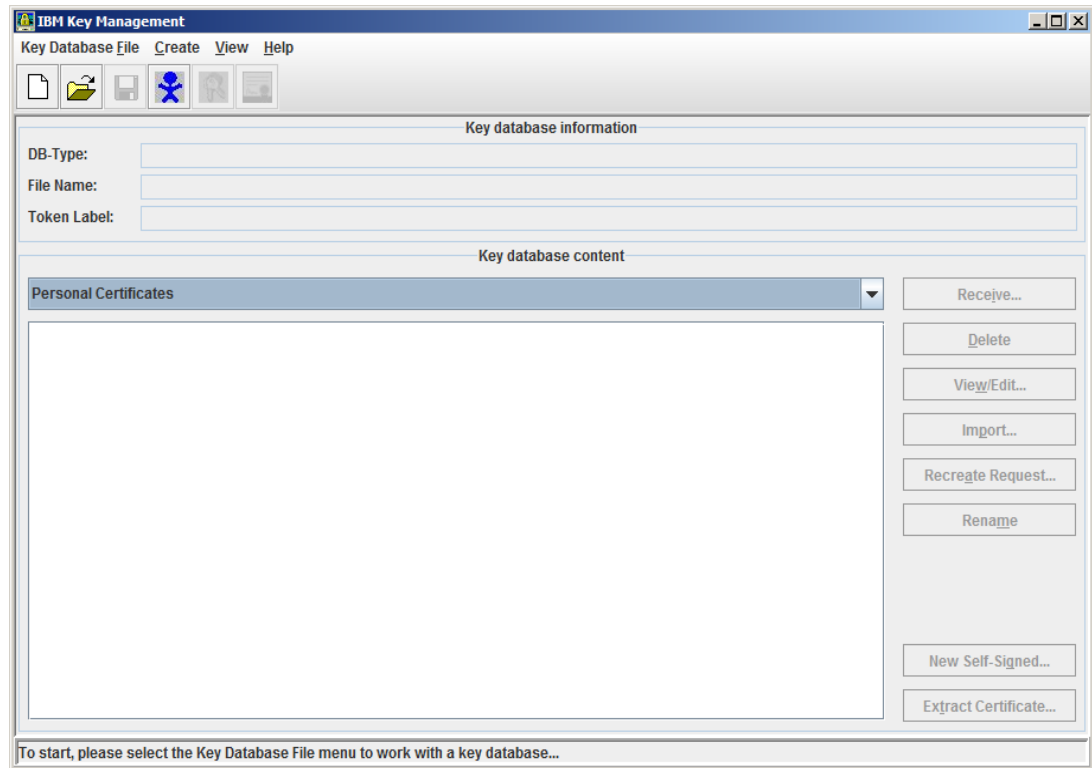 IBM Key Management
Key Database File Create View Help
Key database information
DB-Type:
File Name:
Token Label:
Key database content
Personal Certificates
Receive...
Delete
View/Edit...
Import...
Recreate Request...
Rename
New Self-Signed...
Extract Certificate...
To start, please select the Key Database File menu to work with a key database...